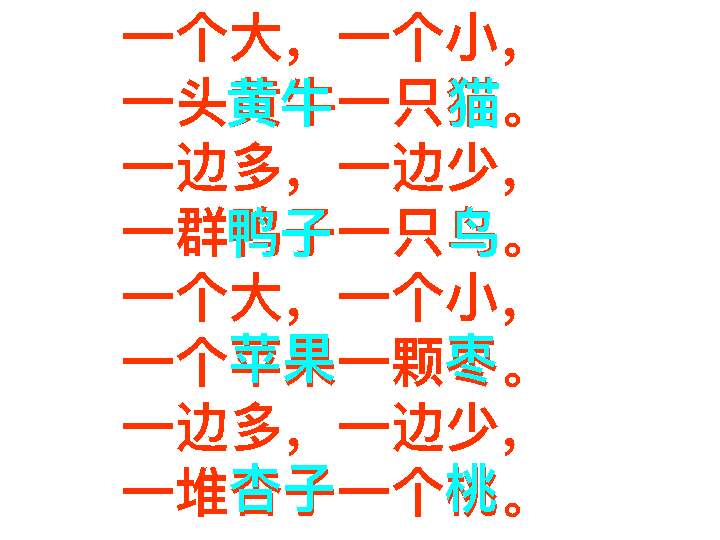 一个大，一个小，
一头黄牛一只猫。
一边多，一边少，
一群鸭子一只鸟。
一个大，一个小，
一个苹果一颗枣。
一边多，一边少，
一堆杏子一个桃。